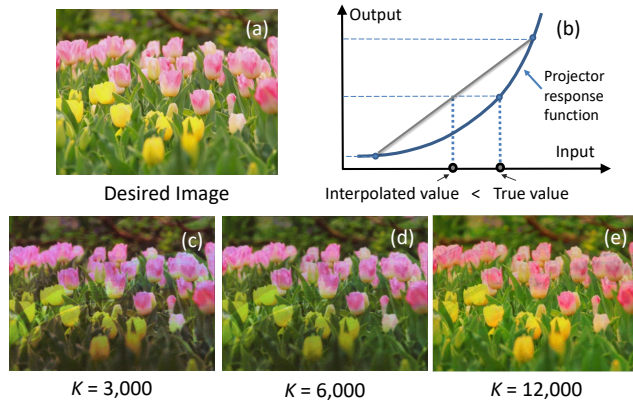 (a)
Desired Image
Output
(b)
Projector
response
function
Input
Interpolated value < True value
(c)
(d)
(e)
K = 3,000
K = 6,000
K = 12,000